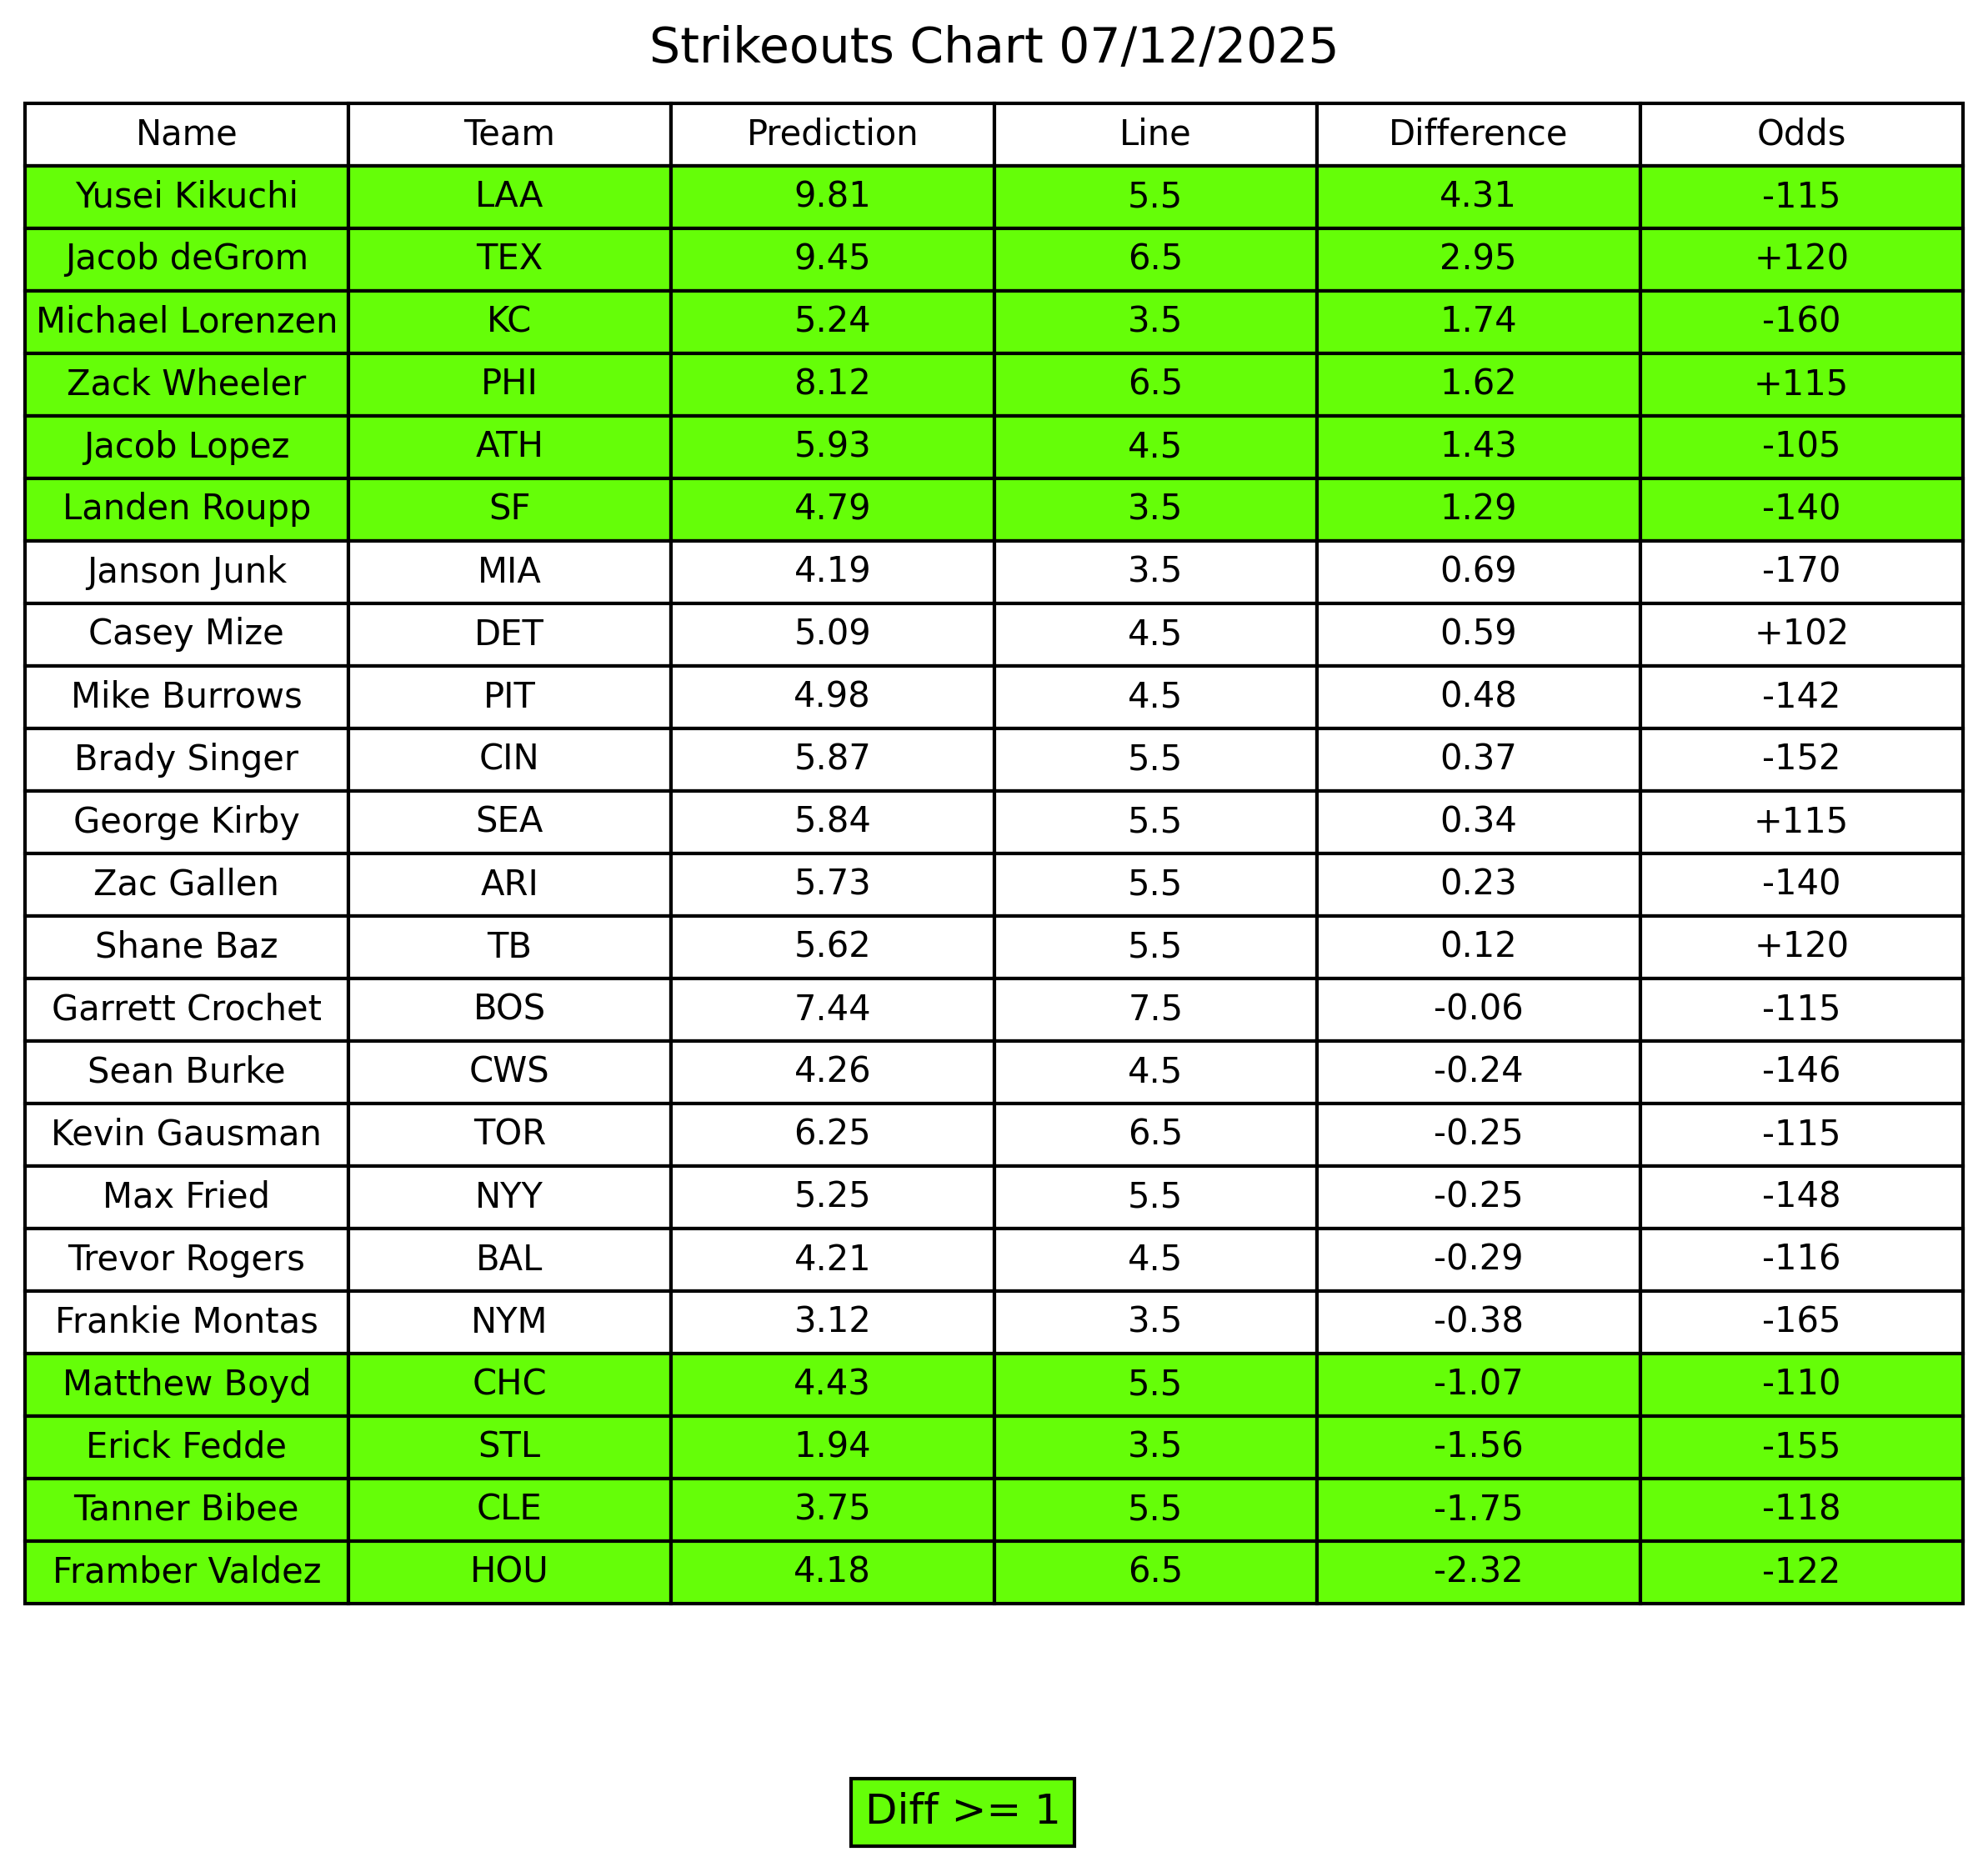 Strikeouts Chart 07/12/2025
Name Team Prediction Line Difference Odds
Yusei Kikuchi LAA 9.81 5.5 4.31 -115
Jacob deGrom TEX 9.45 6.5 2.95 +120
Michael Lorenzen KC 5.24 3.5 1.74 -160
Zack Wheeler PHI 8.12 6.5 1.62 +115
Jacob Lopez ATH 5.93 4.5 1.43 -105
Landen Roupp SF 4.79 3.5 1.29 -140
Janson Junk MIA 4.19 3.5 0.69 -170
Casey Mize DET 5.09 4.5 0.59 +102
Mike Burrows PIT 4.98 4.5 0.48 -142
Brady Singer CIN 5.87 5.5 0.37 -152
George Kirby SEA 5.84 5.5 0.34 +115
Zac Gallen ARI 5.73 5.5 0.23 -140
Shane Baz TB 5.62 5.5 0.12 +120
Garrett Crochet BOS 7.44 7.5 -0.06 -115
Sean Burke CWS 4.26 4.5 -0.24 -146
Kevin Gausman TOR 6.25 6.5 -0.25 -115
Max Fried NYY 5.25 5.5 -0.25 -148
Trevor Rogers BAL 4.21 4.5 -0.29 -116
Frankie Montas NYM 3.12 3.5 -0.38 -165
Matthew Boyd CHC 4.43 5.5 -1.07 -110
Erick Fedde STL 1.94 3.5 -1.56 -155
Tanner Bibee CLE 3.75 5.5 -1.75 -118
Framber Valdez HOU 4.18 6.5 -2.32 -122
Diff >= 1